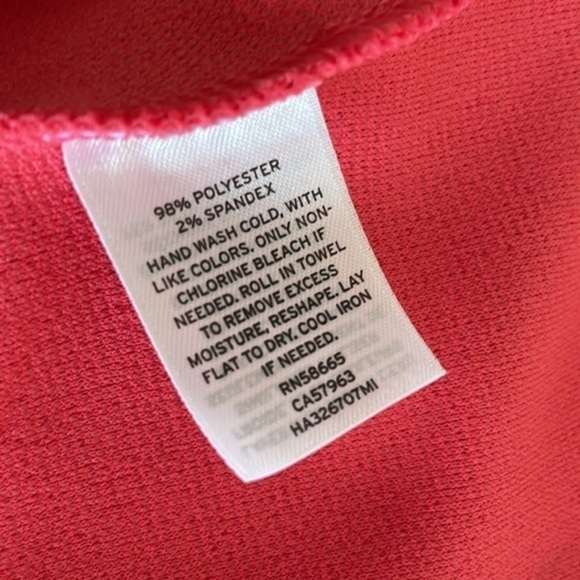 98% POLYESTER
2% SPANDEX
HAND WASH COLD, WITH
LIKE COLORS. ONLY NON-
CHLORINE BLEACH IF
NEEDED. ROLL IN TOWEL
TO REMOVE EXCESS
MOISTURE, RESHAPE, LAY
FLAT TO DRY. COOL IRON
IF NEEDED.
RN58665
CA57963
HA326707MI